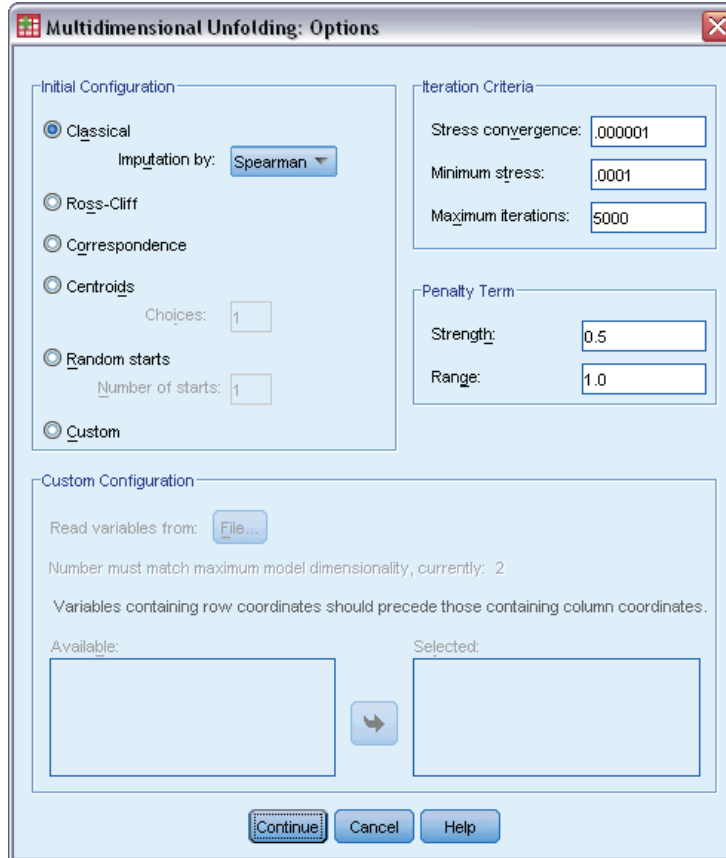 Multidimensional Unfolding: Options
Initial Configuration
Classical
Imputation by: Spearman
Ross-Cliff
Correspondence
Centroids
Choices: 1
Random starts
Number of starts: 1
Custom
Iteration Criteria
Stress convergence: .000001
Minimum stress: .0001
Maximum iterations: 5000
Penalty Term
Strength: 0.5
Range: 1.0
Custom Configuration
Read variables from: File...
Number must match maximum model dimensionality, currently: 2
Variables containing row coordinates should precede those containing column coordinates.
Available: Selected:
Continue Cancel Help